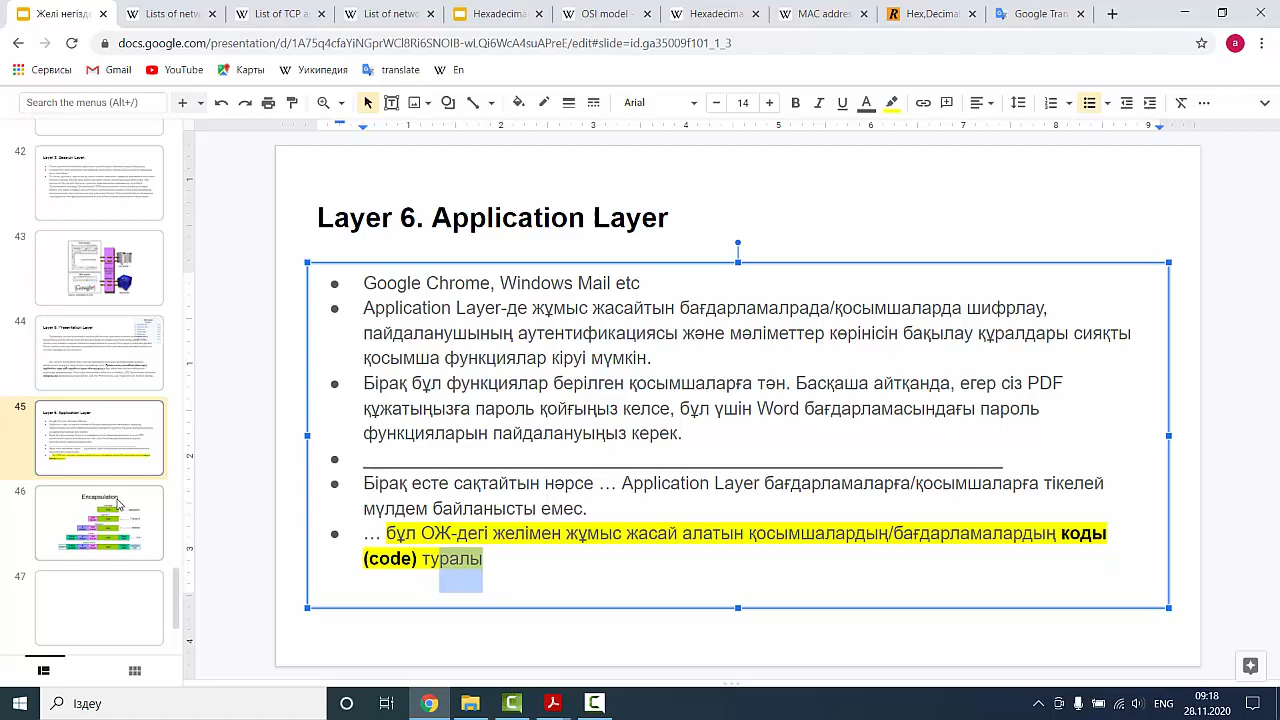 Желі негізд
Lists of netw
List of TCP a
List of netwo
Hexadecima
OSI model -
Hexadecime
MAC addres
Hex,Decimal
Google Tran
docs.google.com/presentation/d/1A75q4cfaYiNGprWCl8Ri6SNOIB-wLQi6WcA4suAPreE/edit#slide=id.ga35009f101_1_3
Сервисы
Gmail
YouTube
Карты
Уикипедия
translate
En
Search the menus (Alt+/)
Arial
14
42
43
44
45
46
Encapsulation
47
Layer 6. Application Layer
Google Chrome, Windows Mail etc
Application Layer-де жұмыс жасайтын бағдарламалрада/қосымшаларда шифрлау,
пайдаланушының аутентификациясы және мәліметтер көрінісін бақылау құралдары сияқты
қосымша функциялар кіруі мүмкін.
Бірақ бұл функциялар берілген қосымшаларға тән. Басқаша айтқанда, егер сіз PDF
құжатыңызға пароль қойғыңыз келсе, бұл үшін Word бағдарламасындағы пароль
функцияларын пайдалануыңыз керек.
Бірақ есте сақтайтын нәрсе … Application Layer бағдарламаларға/қосымшаларға тікелей
мүлдем байланысты емес.
… бұл ОЖ-дегі желімен жұмыс жасай алатын қосымшалардың/бағдарламалардың коды
(code) туралы
Іздеу
ENG
09:18
28.11.2020